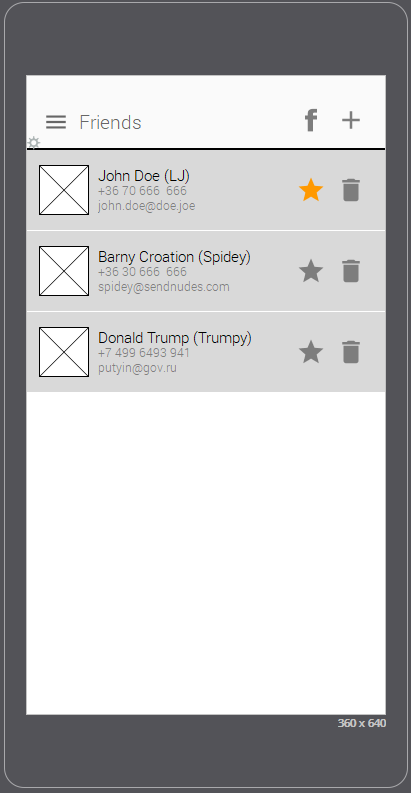 Friends
John Doe (LJ)
+36 70 666 666
john.doe@doe.joe
Barny Croation (Spidey)
+36 30 666 666
spidey@sendnudes.com
Donald Trump (Trumpy)
+7 499 6493 941
putyin@gov.ru
360 x 640